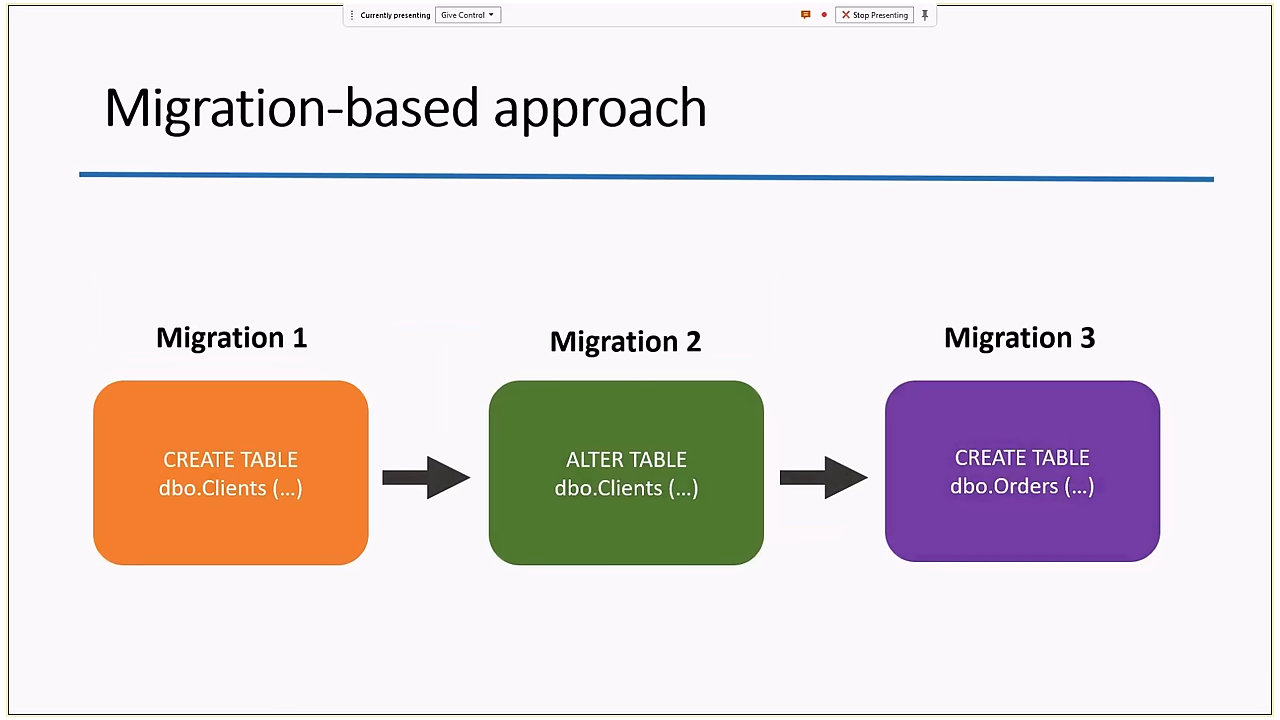 Currently presenting
Give Control
Stop Presenting
Migration-based approach
Migration 1
Migration 2
Migration 3
CREATE TABLE
dbo.Clients (...)
ALTER TABLE
dbo.Clients (...)
CREATE TABLE
dbo.Orders (...)